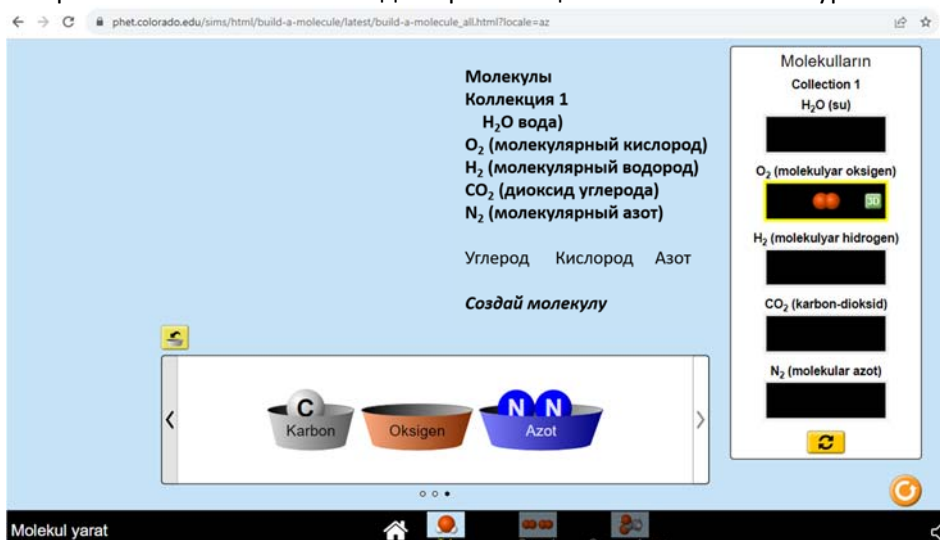 phet.colorado.edu/sims/html/build-a-molecule/latest/build-a-molecule_all.html?locale=az
Молекулы
Коллекция 1
H₂O вода)
O₂ (молекулярный кислород)
H₂ (молекулярный водород)
CO₂ (диоксид углерода)
N₂ (молекулярный азот)
Углерод Кислород Азот
Создай молекулу
Molekulların
Collection 1
H₂O (su)
O₂ (molekulyar oksigen)
3D
H₂ (molekulyar hidrogen)
CO₂ (karbon-dioksid)
N₂ (molekular azot)
C
N N
Karbon
Oksigen
Azot
Molekul yarat